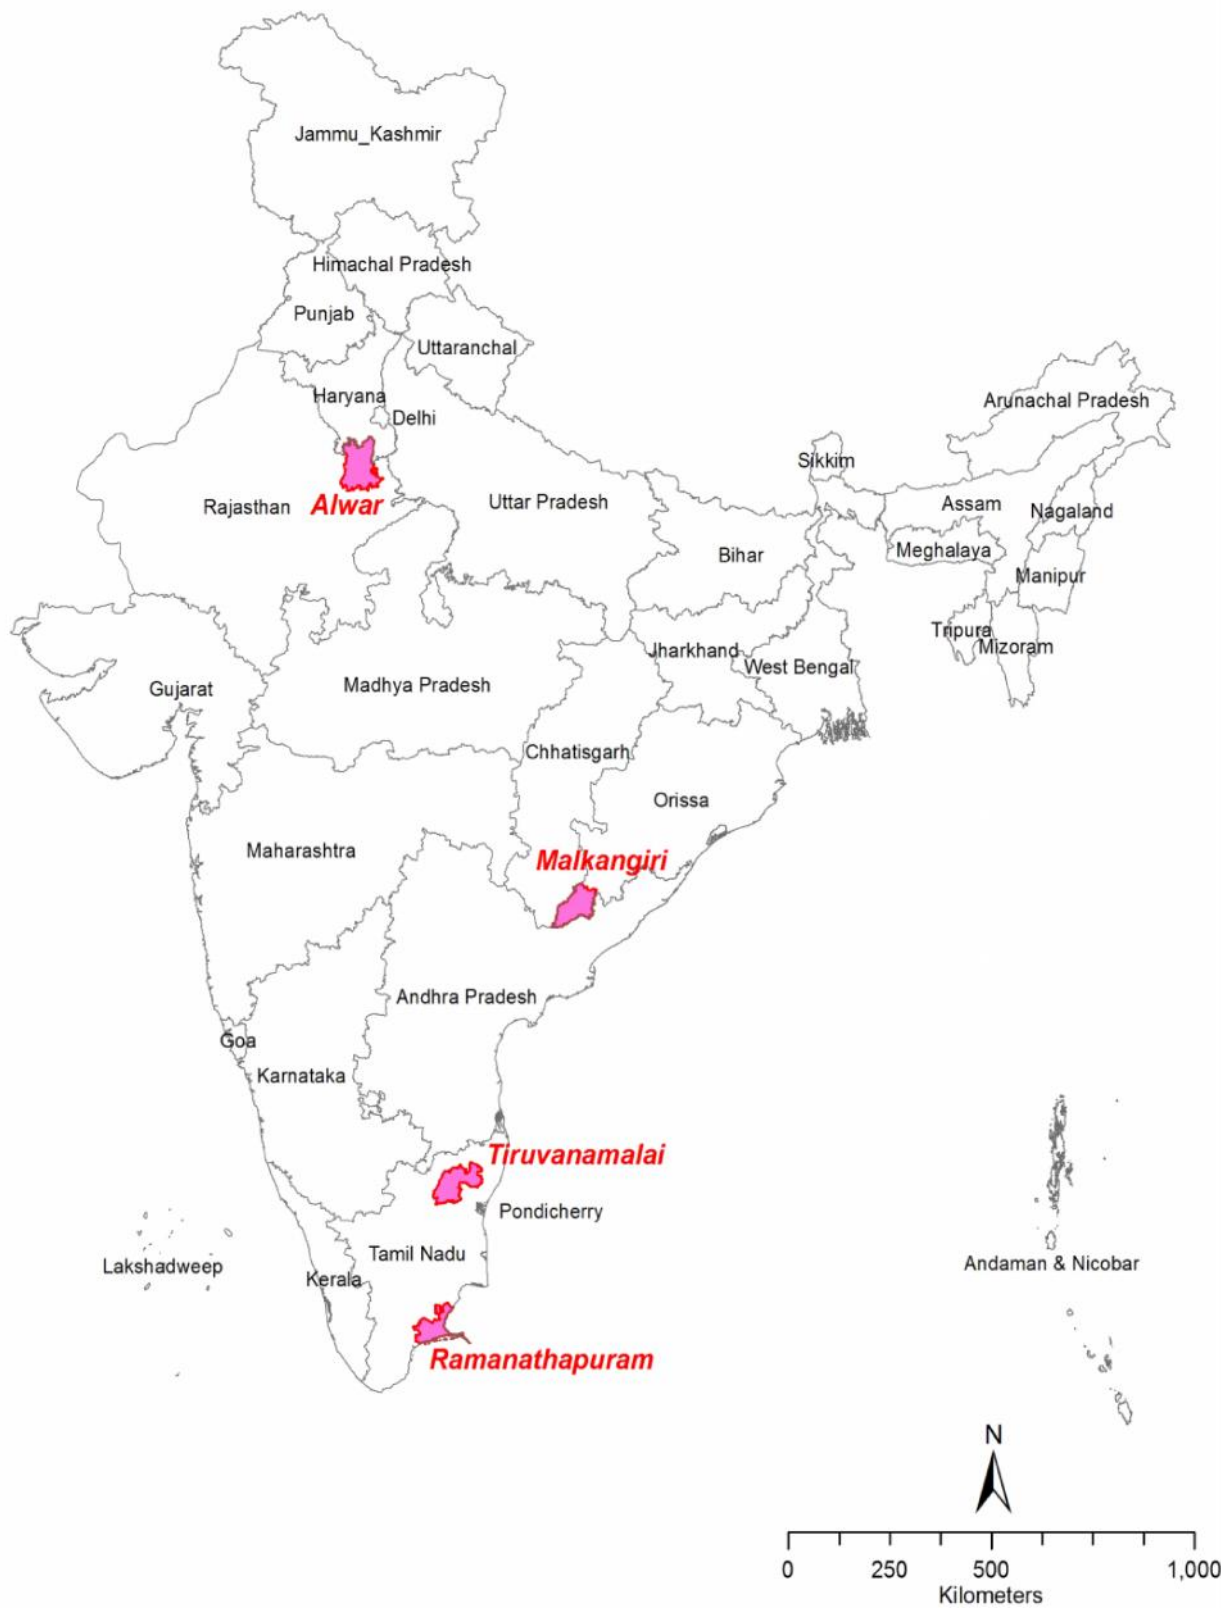 Jammu_Kashmir
Himachal Pradesh
Punjab
Uttaranchal
Haryana
Delhi
Arunachal Pradesh
Sikkim
Rajasthan
Alwar
Uttar Pradesh
Assam
Nagaland
Bihar
Meghalaya
Manipur
Tripura
Mizoram
Jharkhand
West Bengal
Gujarat
Madhya Pradesh
Chhatisgarh
Orissa
Maharashtra
Malkangiri
Andhra Pradesh
Goa
Karnataka
Tiruvanamalai
Pondicherry
Tamil Nadu
Lakshadweep
Kerala
Andaman & Nicobar
Ramanathapuram
N
0 250 500 1,000
Kilometers